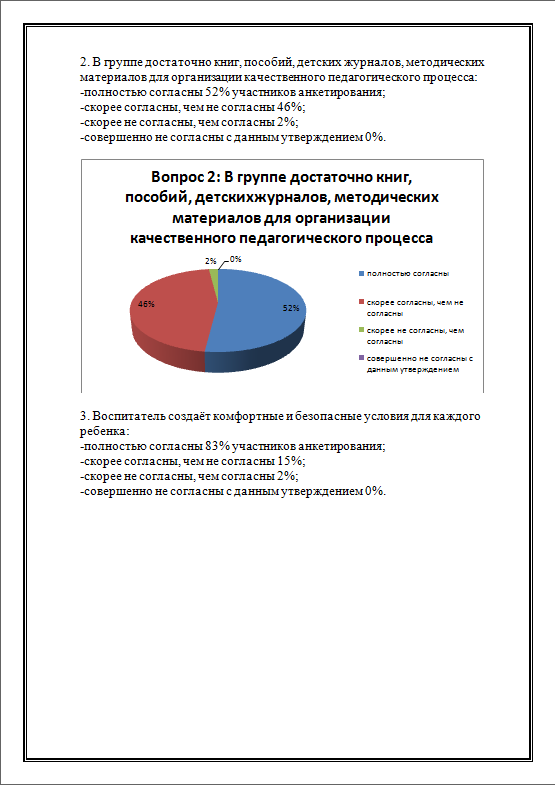 2. В группе достаточно книг, пособий, детских журналов, методических
материалов для организации качественного педагогического процесса:
-полностью согласны 52% участников анкетирования;
-скорее согласны, чем не согласны 46%;
-скорее не согласны, чем согласны 2%;
-совершенно не согласны с данным утверждением 0%.
Вопрос 2: В группе достаточно книг,
пособий, детскихжурналов, методических
материалов для организации
качественного педагогического процесса
2%
0%
46%
52%
полностью согласны
скорее согласны, чем не
согласны
скорее не согласны, чем
согласны
совершенно не согласны с
данным утверждением
3. Воспитатель создаёт комфортные и безопасные условия для каждого
ребенка:
-полностью согласны 83% участников анкетирования;
-скорее согласны, чем не согласны 15%;
-скорее не согласны, чем согласны 2%;
-совершенно не согласны с данным утверждением 0%.